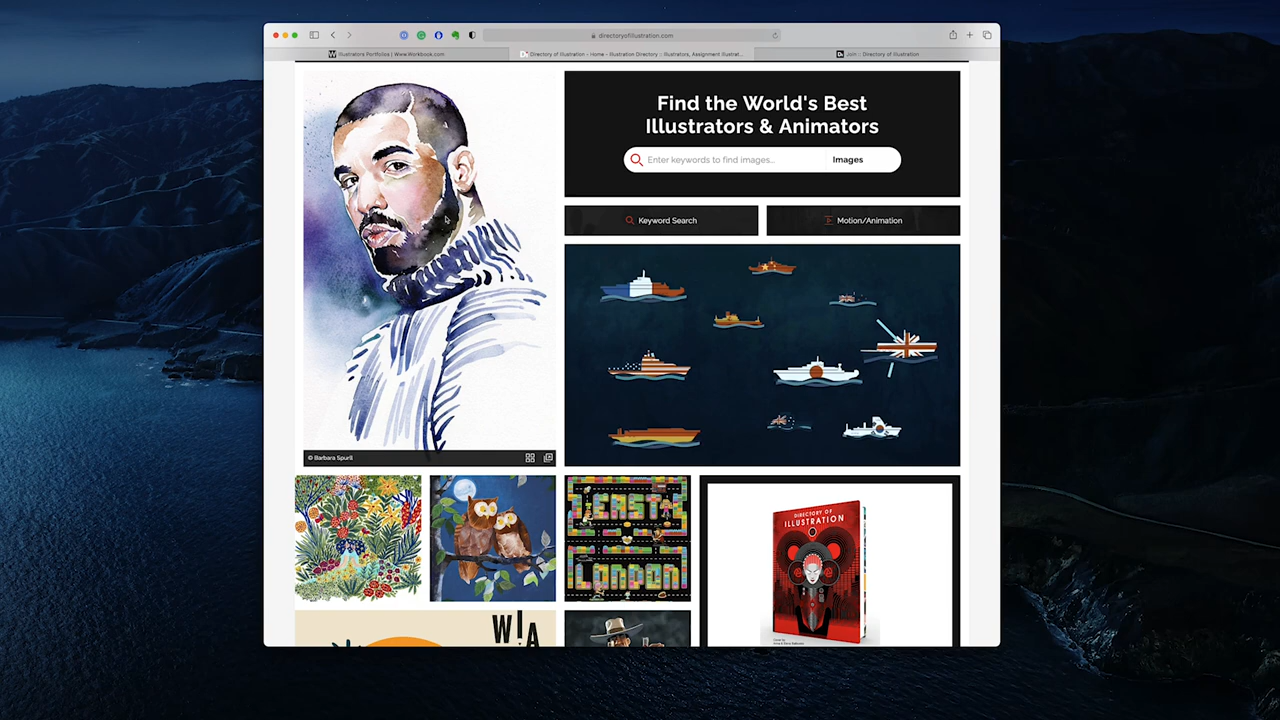 directoryofillustration.com
Illustrators Portfolios | Www.Workbook.com
Directory of Illustration - Home - Illustration Directory :: Illustrators, Assignment Illustrat...
Join :: Directory of Illustration
Find the World's Best
Illustrators & Animators
Enter keywords to find images...
Images
Keyword Search
Motion/Animation
© Barbara Spurll
EAST
LONDON
DIRECTORY OF
ILLUSTRATION
W!A